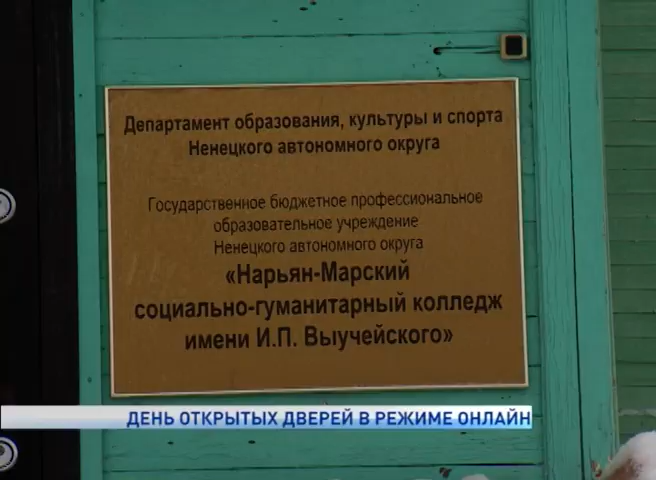 Департамент образования, культуры и спорта
Ненецкого автономного округа
Государственное бюджетное профессиональное
образовательное учреждение
Ненецкого автономного округа
«Нарьян-Марский
социально-гуманитарный колледж
имени И.П. Выучейского»
ДЕНЬ ОТКРЫТЫХ ДВЕРЕЙ В РЕЖИМЕ ОНЛАЙН